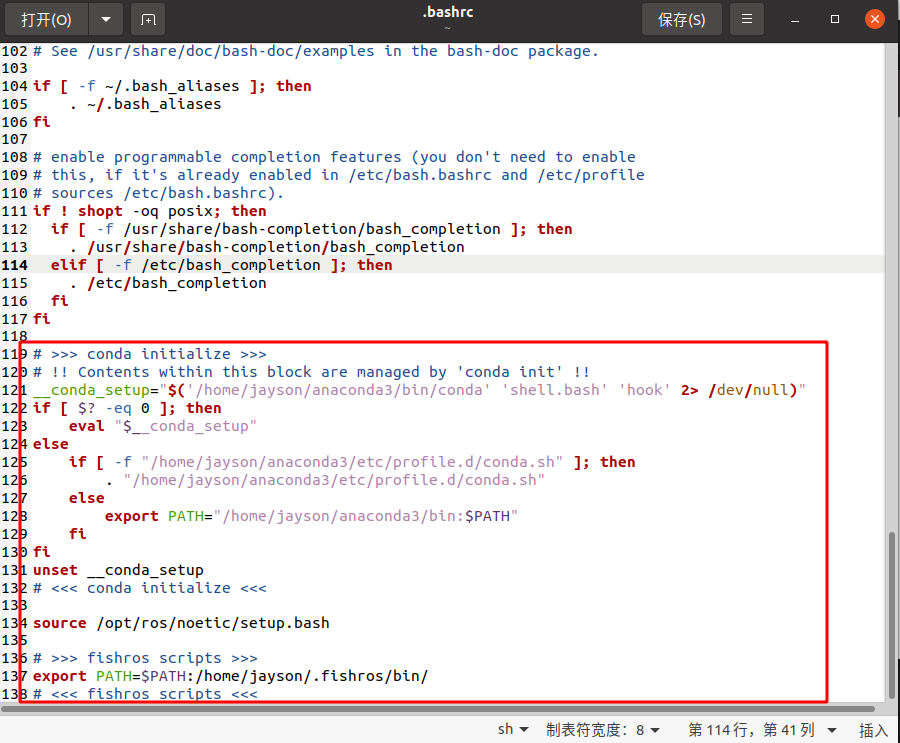 打开(O)
.bashrc
~
保存(S)
102 # See /usr/share/doc/bash-doc/examples in the bash-doc package.
103
104 if [ -f ~/.bash_aliases ]; then
105     . ~/.bash_aliases
106 fi
107
108 # enable programmable completion features (you don't need to enable
109 # this, if it's already enabled in /etc/bash.bashrc and /etc/profile
110 # sources /etc/bash.bashrc).
111 if ! shopt -oq posix; then
112   if [ -f /usr/share/bash-completion/bash_completion ]; then
113     . /usr/share/bash-completion/bash_completion
114   elif [ -f /etc/bash_completion ]; then
115     . /etc/bash_completion
116   fi
117 fi
118
119 # >>> conda initialize >>>
120 # !! Contents within this block are managed by 'conda init' !!
121 __conda_setup="$('/home/jayson/anaconda3/bin/conda' 'shell.bash' 'hook' 2> /dev/null)"
122 if [ $? -eq 0 ]; then
123     eval "$__conda_setup"
124 else
125     if [ -f "/home/jayson/anaconda3/etc/profile.d/conda.sh" ]; then
126         . "/home/jayson/anaconda3/etc/profile.d/conda.sh"
127     else
128         export PATH="/home/jayson/anaconda3/bin:$PATH"
129     fi
130 fi
131 unset __conda_setup
132 # <<< conda initialize <<<
133
134 source /opt/ros/noetic/setup.bash
135
136 # >>> fishros scripts >>>
137 export PATH=$PATH:/home/jayson/.fishros/bin/
138 # <<< fishros scripts <<<
sh 制表符宽度：8 第 114 行，第 41 列 插入